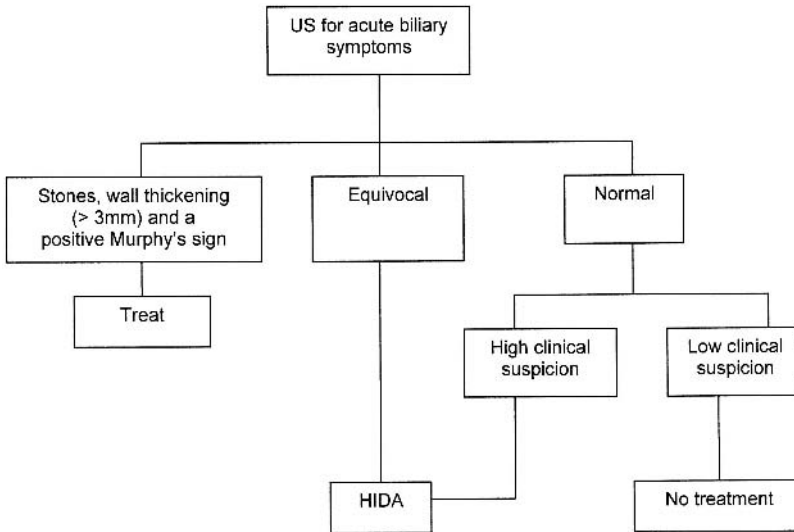 US for acute biliary
symptoms
Stones, wall thickening
(> 3mm) and a
positive Murphy's sign
Equivocal
Normal
Treat
High clinical
suspicion
Low clinical
suspicion
HIDA
No treatment